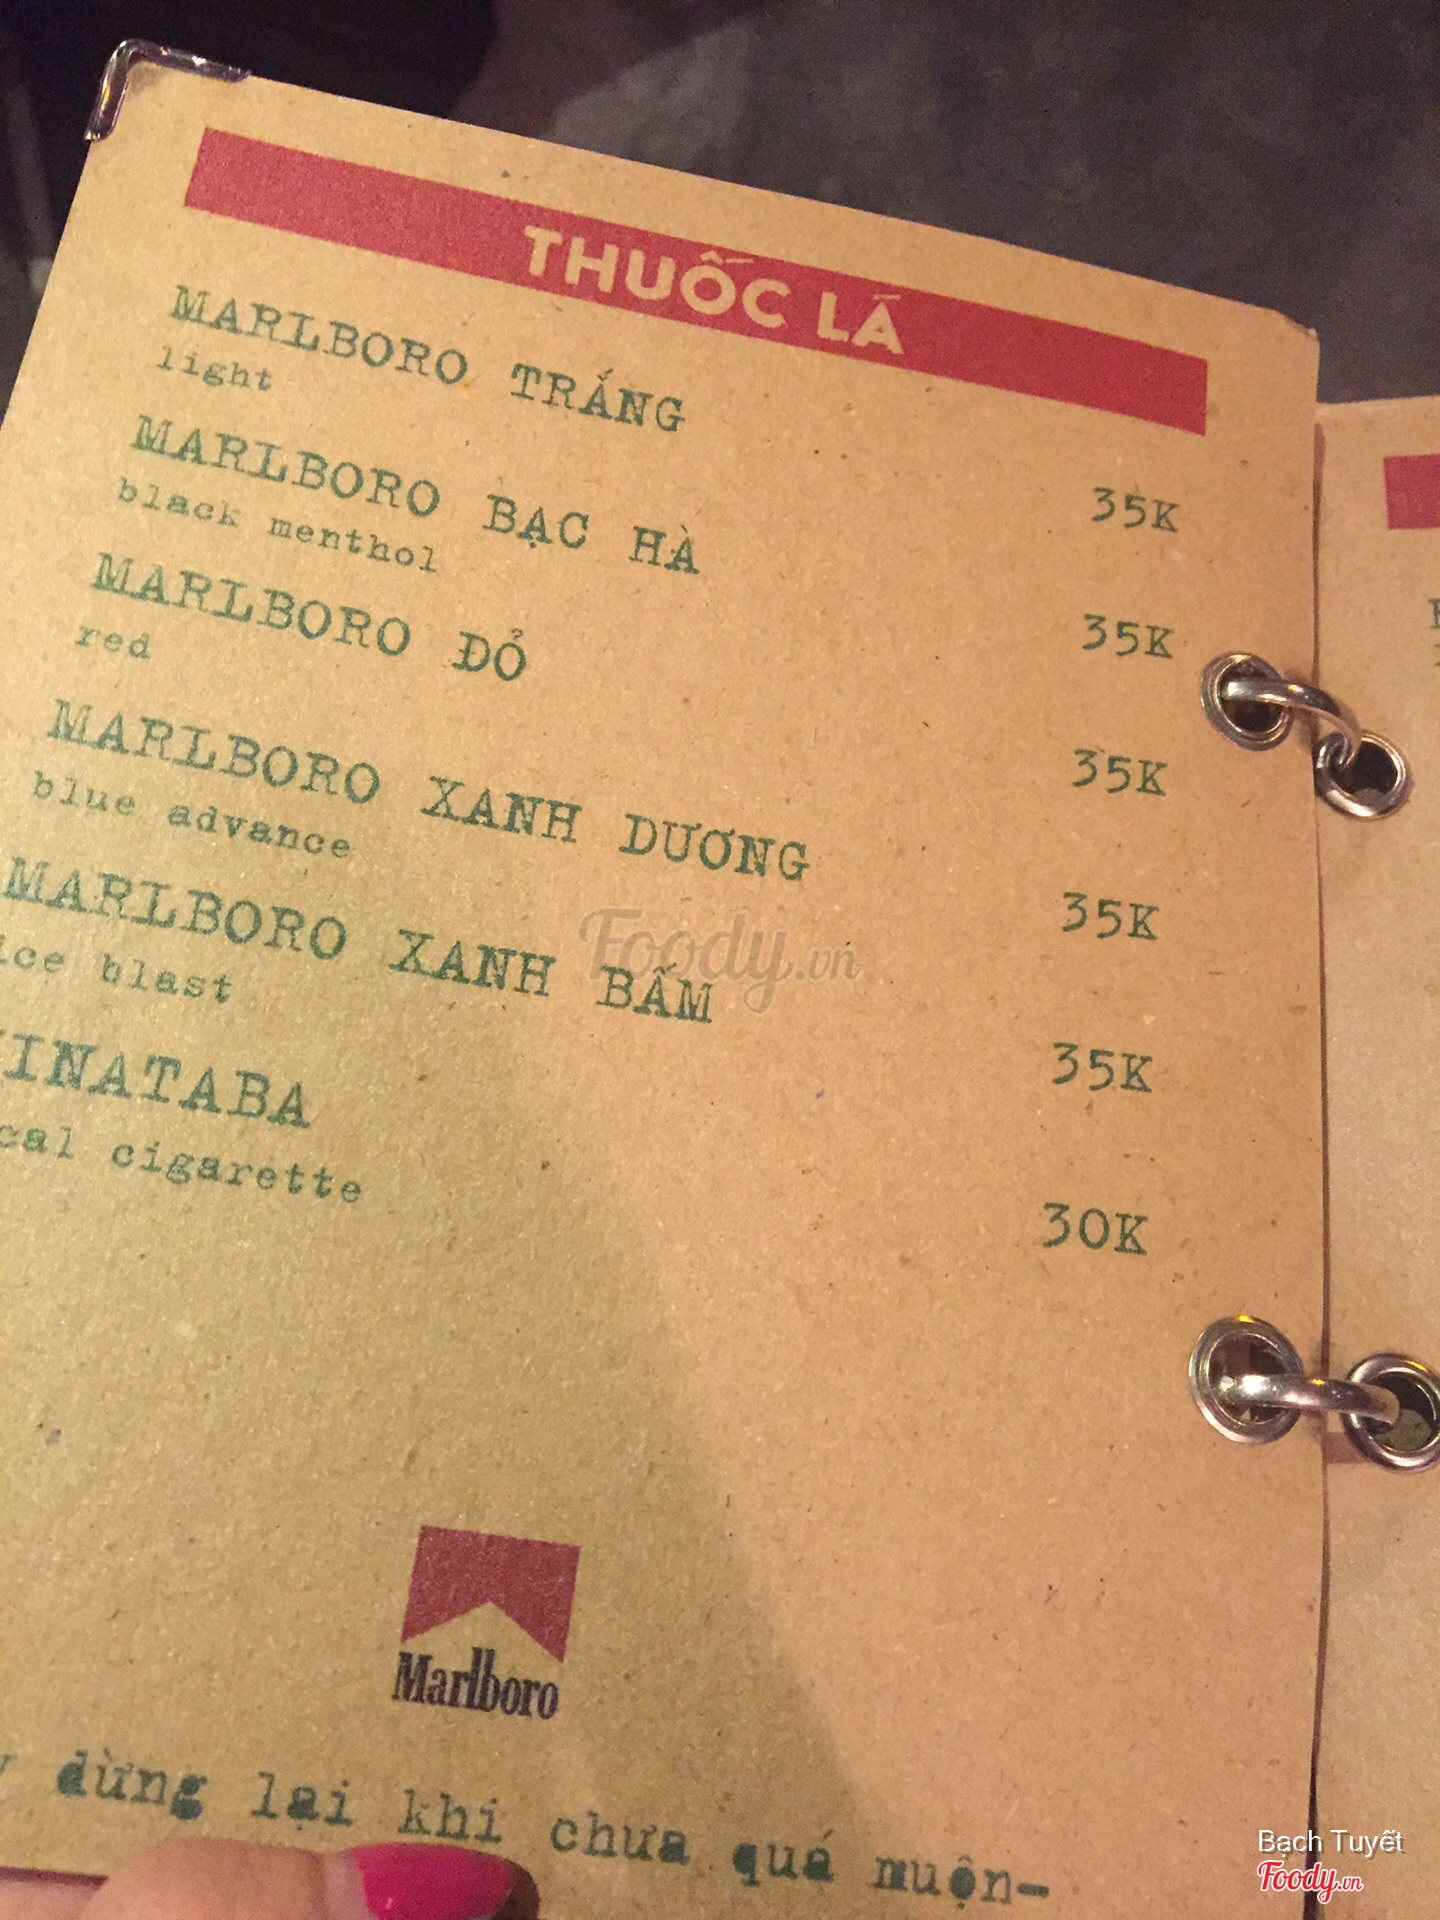 THUỐC LÁ
MARLBORO TRẮNG 35K
light
MARLBORO BẠC HÀ 35K
black menthol
MARLBORO ĐỎ 35K
red
MARLBORO XANH DƯƠNG 35K
blue advance
MARLBORO XANH BẤM 35K
ice blast
INATABA 30K
cal cigarette
Foody.vn
Marlboro
y dừng lại khi chưa quá muộn-
Bạch Tuyết
Foody.vn